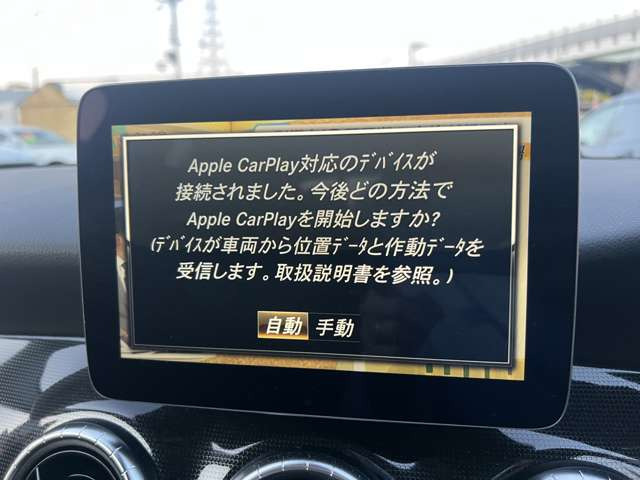 Apple CarPlay対応のﾃﾞﾊﾞｲｽが
接続されました。今後どの方法で
Apple CarPlayを開始しますか?
(ﾃﾞﾊﾞｲｽが車両から位置ﾃﾞｰﾀと作動ﾃﾞｰﾀを
受信します。取扱説明書を参照。)
自動 手動